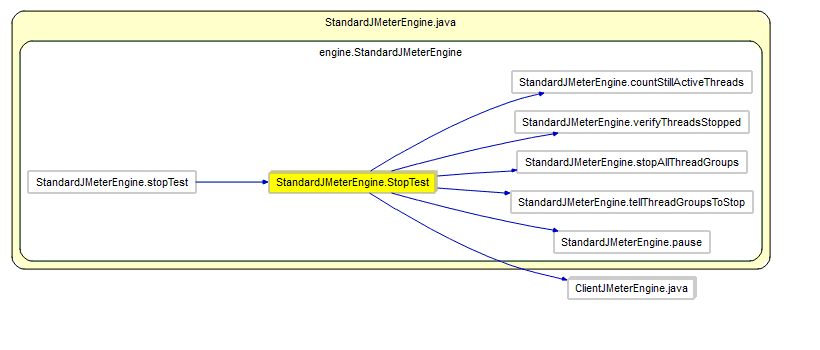 StandardJMeterEngine.java
engine.StandardJMeterEngine
StandardJMeterEngine.countStillActiveThreads
StandardJMeterEngine.verifyThreadsStopped
StandardJMeterEngine.stopAllThreadGroups
StandardJMeterEngine.stopTest
StandardJMeterEngine.StopTest
StandardJMeterEngine.tellThreadGroupsToStop
StandardJMeterEngine.pause
ClientJMeterEngine.java